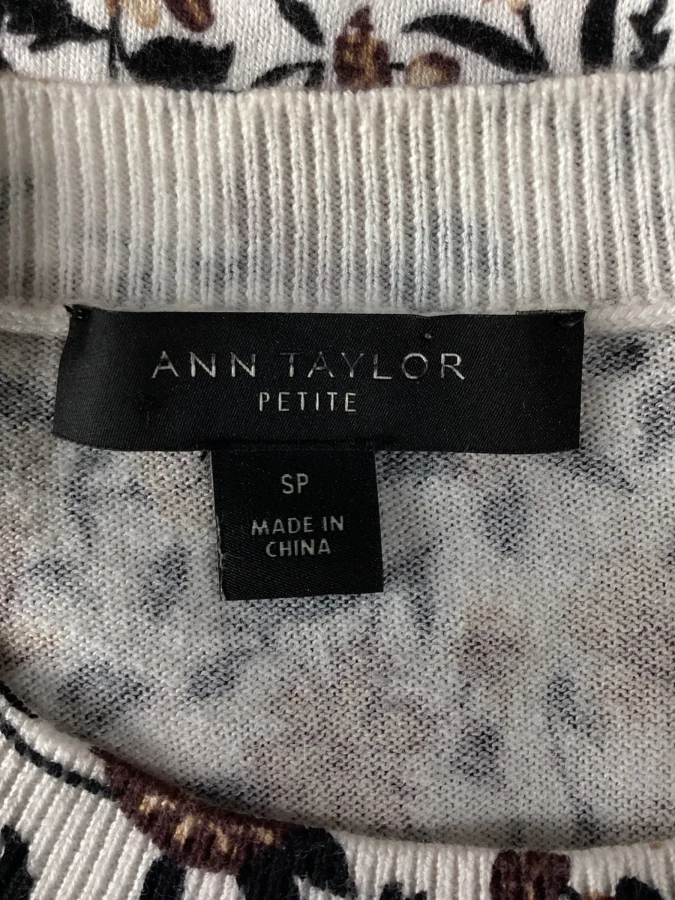 ANN TAYLOR
PETITE
SP
MADE IN
CHINA